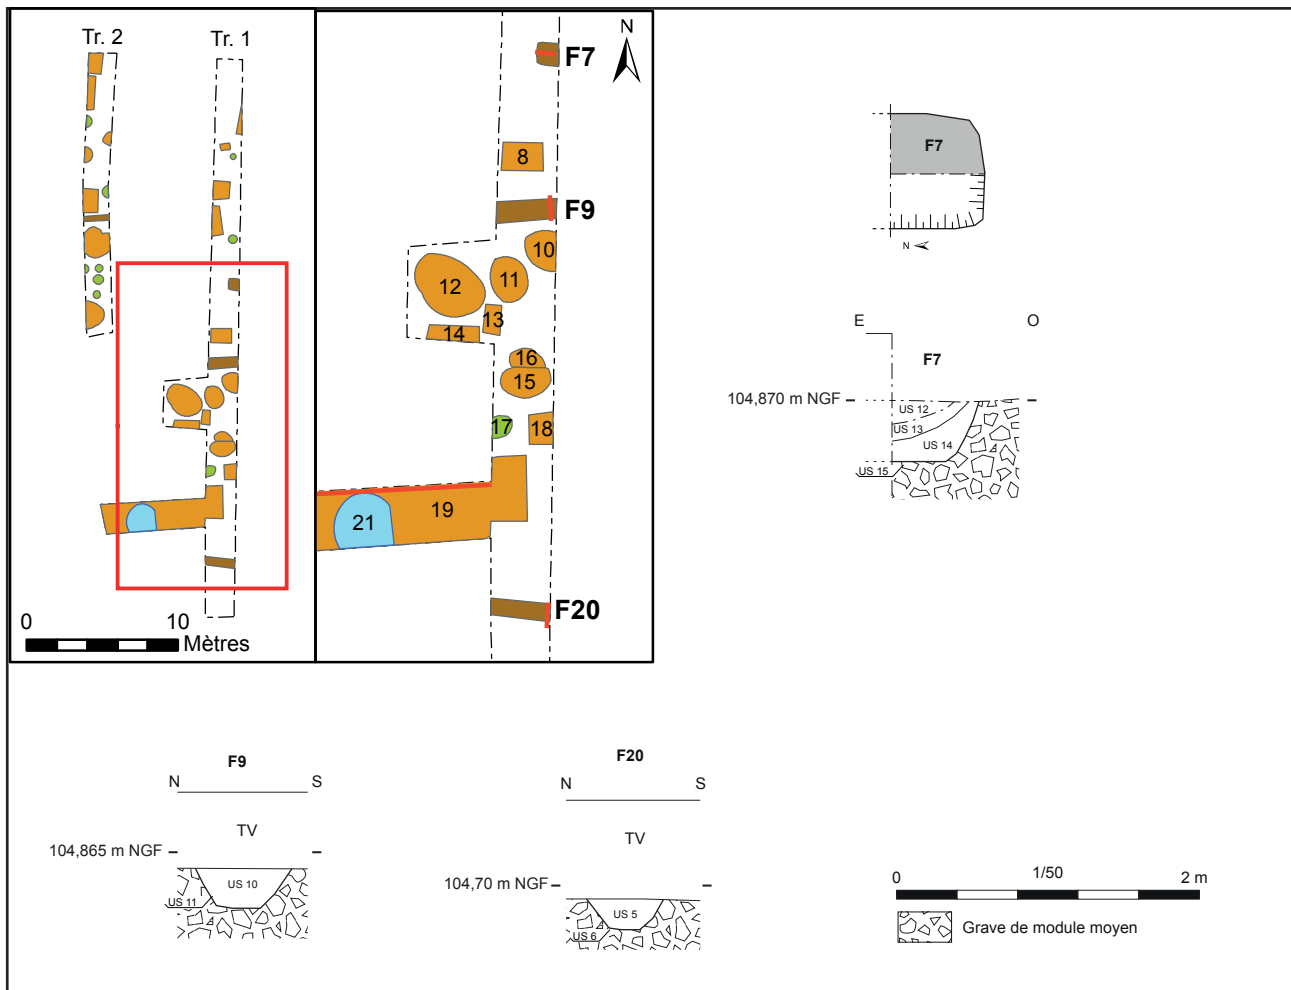 Tr. 2
Tr. 1
0 10
Mètres
N
F7
8
F9
10
11
12
13
14
16
15
17
18
19
21
F20
F7
N
E O
F7
104,870 m NGF
US 12
US 13
US 14
US 15
F9
N S
TV
104,865 m NGF
US 10
US 11
F20
N S
TV
104,70 m NGF
US 5
US 6
0 1/50 2 m
Grave de module moyen